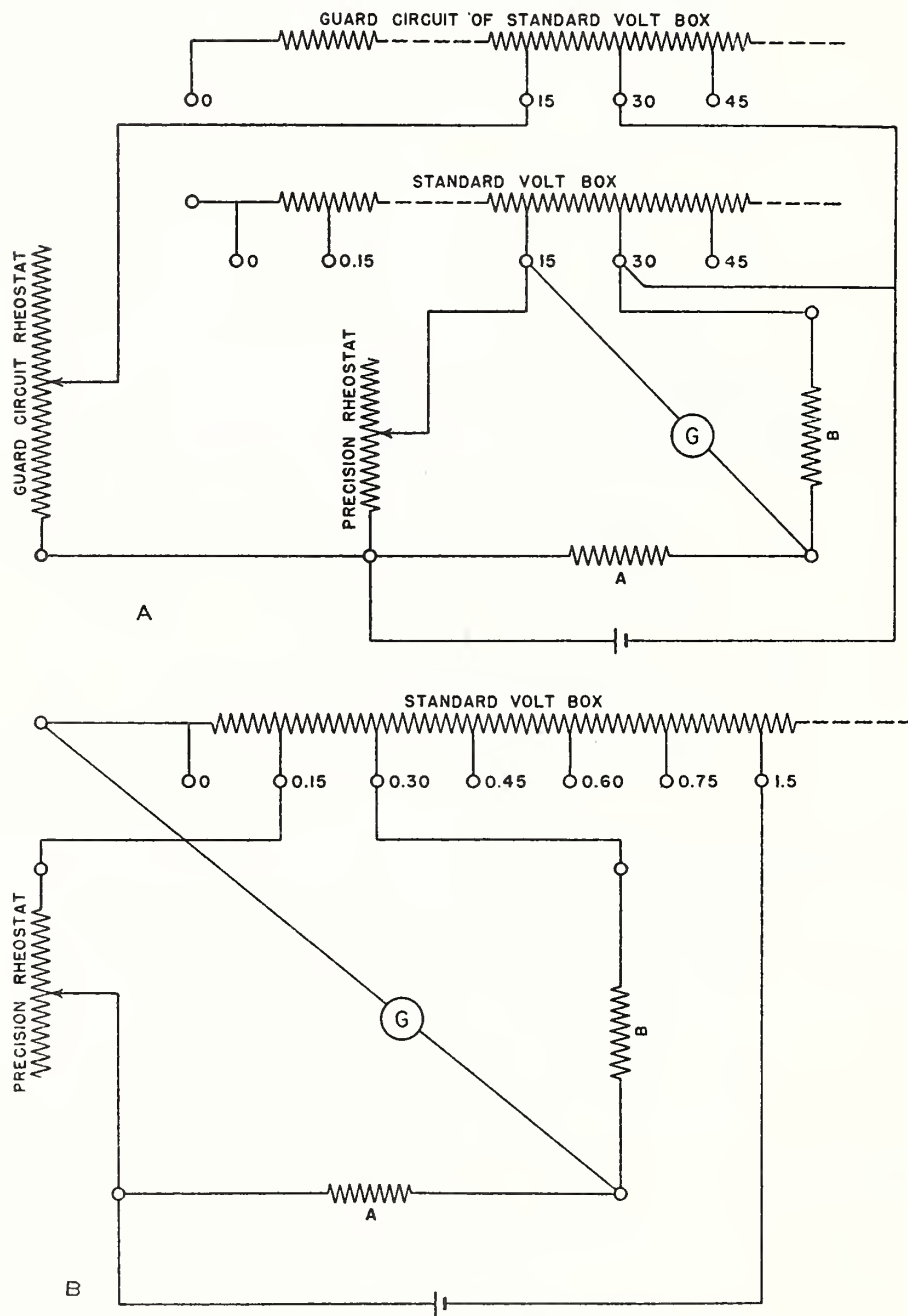 GUARD CIRCUIT OF STANDARD VOLT BOX
0
15
30
45
STANDARD VOLT BOX
0
0.15
15
30
45
GUARD CIRCUIT RHEOSTAT
PRECISION RHEOSTAT
G
B
A
A
STANDARD VOLT BOX
0
0.15
0.30
0.45
0.60
0.75
1.5
PRECISION RHEOSTAT
G
B
A
B